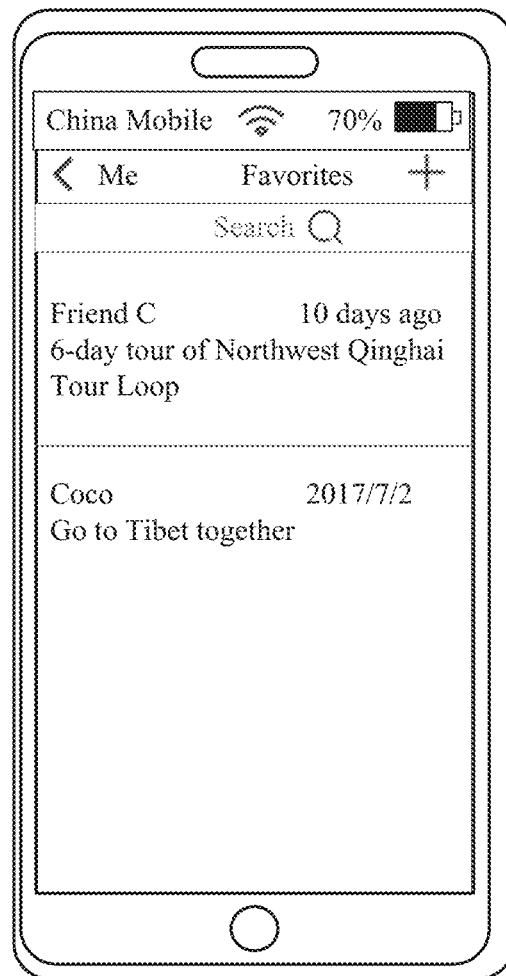 China Mobile 70%
Me Favorites
Search
Friend C 10 days ago
6-day tour of Northwest Qinghai
Tour Loop
Coco 2017/7/2
Go to Tibet together